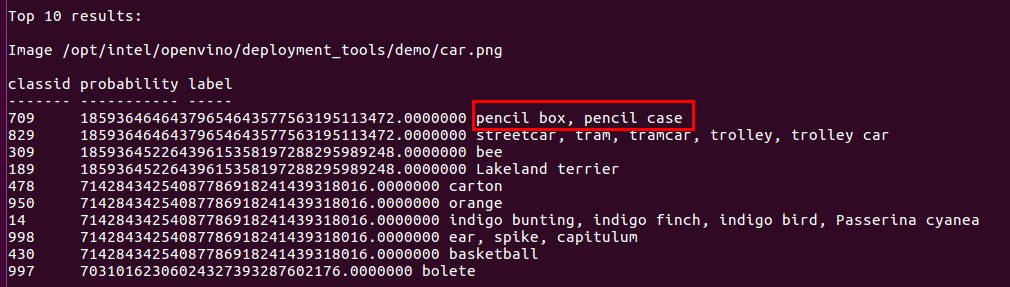 Top 10 results:
Image /opt/intel/openvino/deployment_tools/demo/car.png
classid probability label
------- ----------- -----
709 18593646464379654643577563195113472.0000000 pencil box, pencil case
829 18593646464379654643577563195113472.0000000 streetcar, tram, tramcar, trolley, trolley car
309 18593645226439615358197288295989248.0000000 bee
189 18593645226439615358197288295989248.0000000 Lakeland terrier
478 7142843425408778691824143931801​6.0000000 carton
950 71428434254087786918241439318016.0000000 orange
14 71428434254087786918241439318016.0000000 indigo bunting, indigo finch, indigo bird, Passerina cyanea
998 71428434254087786918241439318016.0000000 ear, spike, capitulum
430 71428434254087786918241439318016.0000000 basketball
997 70310162306024327393287602176.0000000 bolete